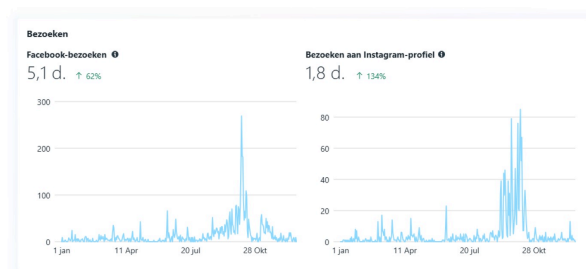 Bezoeken
Facebook-bezoeken
5,1 d. ↑ 62%
300
200
100
0
1 jan 11 Apr 20 jul 28 Okt
Bezoeken aan Instagram-profiel
1,8 d. ↑ 134%
80
60
40
20
0
1 jan 11 Apr 20 jul 28 Okt